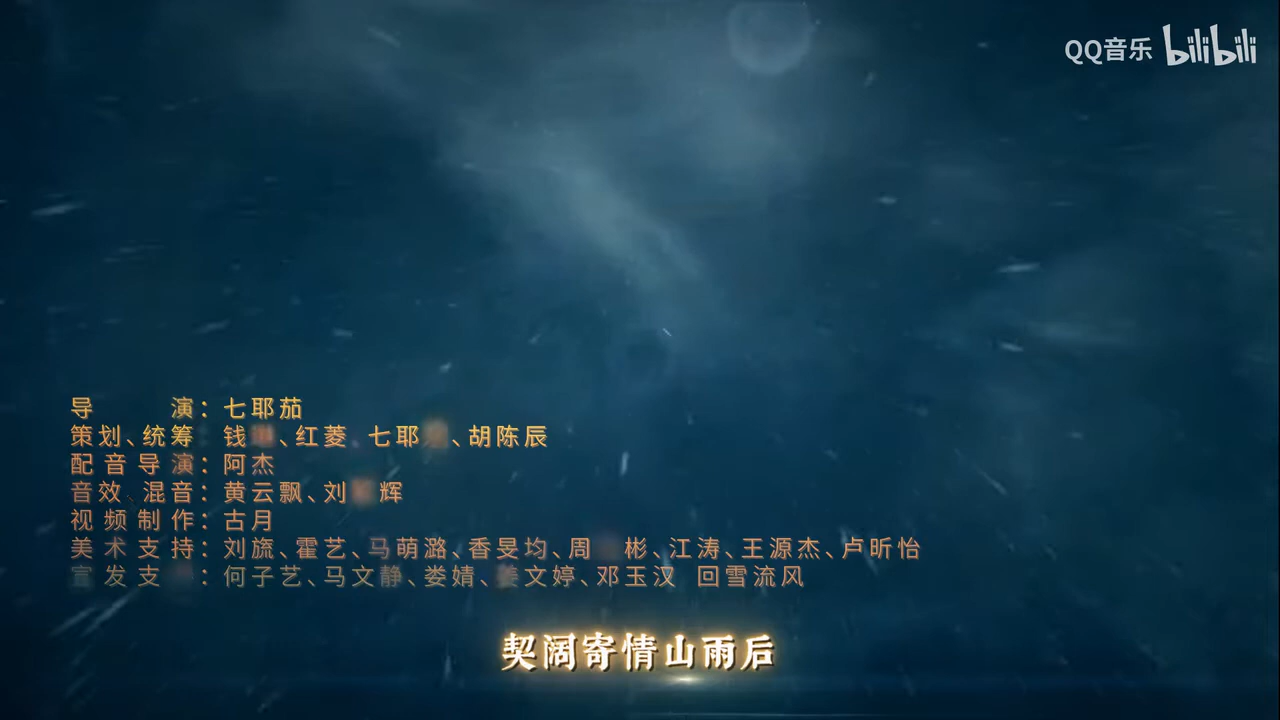 QQ音乐 bilibili
导演：七耶茄
策划、统筹 钱、红菱 七耶、胡陈辰
配音导演：阿杰
音效、混音：黄云飘、刘辉
视频制作：古月
美术支持：刘旒、霍艺、马萌潞、香旻均、周彬、江涛、王源杰、卢昕怡
宣发支：何子艺、马文静、娄婧、文婷、邓玉汉 回雪流风
契阔寄情山雨后